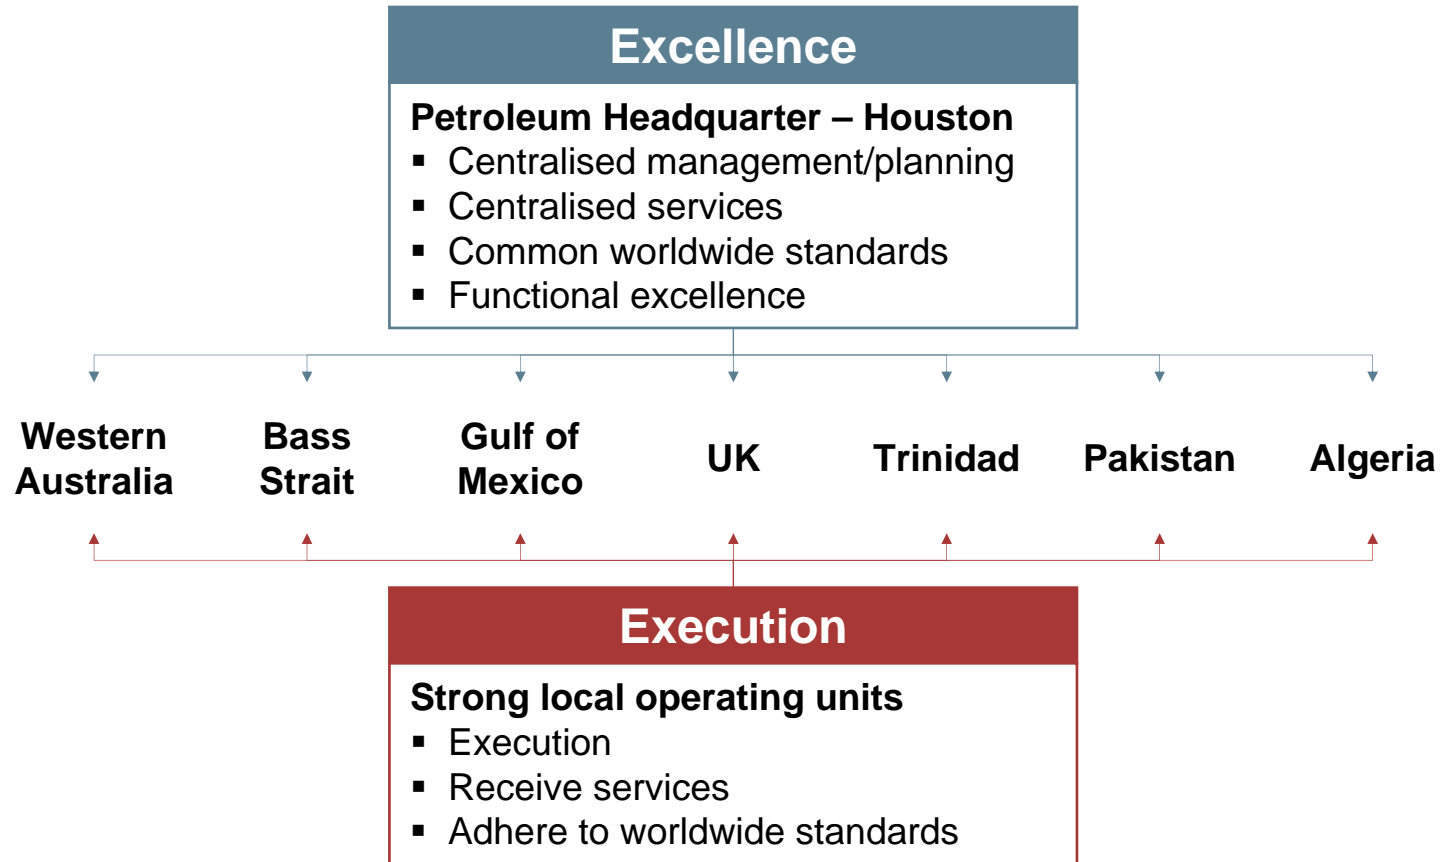 Excellence
Petroleum Headquarter – Houston
▪ Centralised management/planning
▪ Centralised services
▪ Common worldwide standards
▪ Functional excellence
Western
Australia
Bass
Strait
Gulf of
Mexico
UK
Trinidad
Pakistan
Algeria
Execution
Strong local operating units
▪ Execution
▪ Receive services
▪ Adhere to worldwide standards